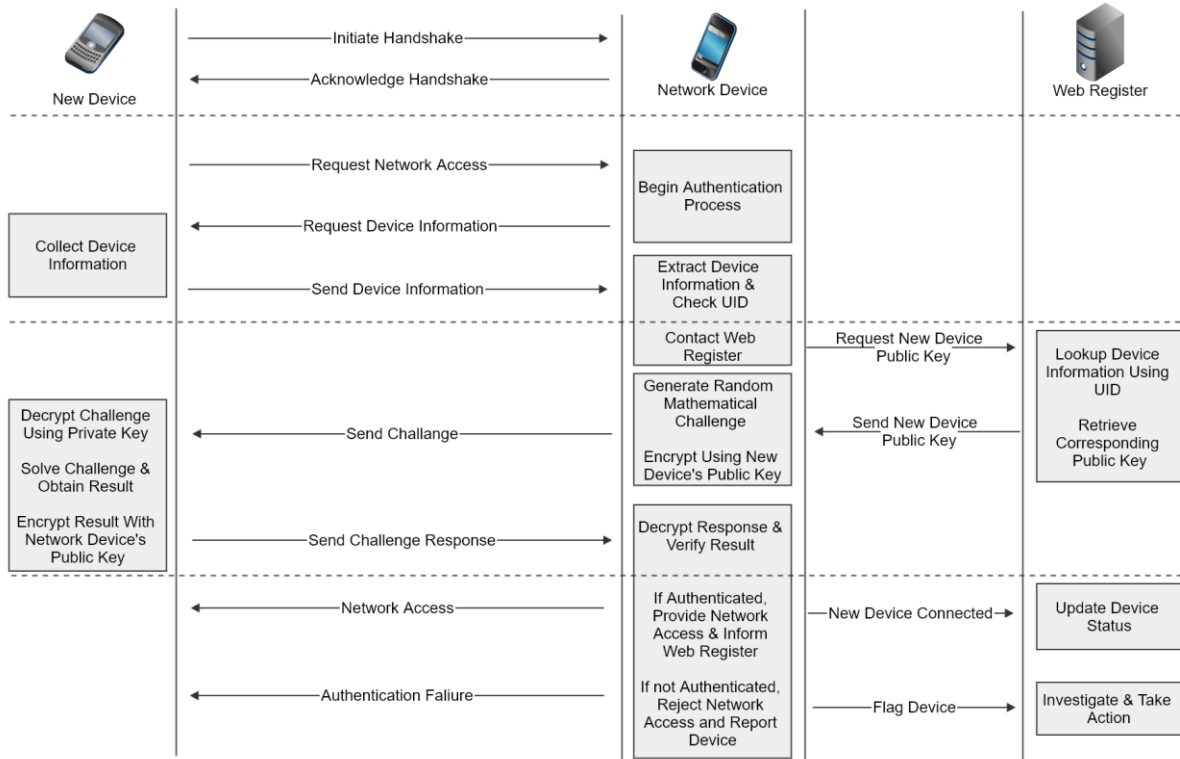 Initiate Handshake
Acknowledge Handshake
New Device
Network Device
Web Register
Request Network Access
Begin Authentication
Process
Request Device Information
Collect Device
Information
Extract Device
Information &
Check UID
Send Device Information
Contact Web
Register
Request New Device
Public Key
Lookup Device
Information Using
UID
Retrieve
Corresponding
Public Key
Generate Random
Mathematical
Challenge
Encrypt Using New
Device's Public Key
Send New Device
Public Key
Send Challange
Decrypt Challenge
Using Private Key
Solve Challenge &
Obtain Result
Encrypt Result With
Network Device's
Public Key
Send Challenge Response
Decrypt Response &
Verify Result
Network Access
If Authenticated,
Provide Network
Access & Inform
Web Register
New Device Connected
Update Device
Status
Authentication Faliure
If not Authenticated,
Reject Network
Access and Report
Device
Flag Device
Investigate & Take
Action